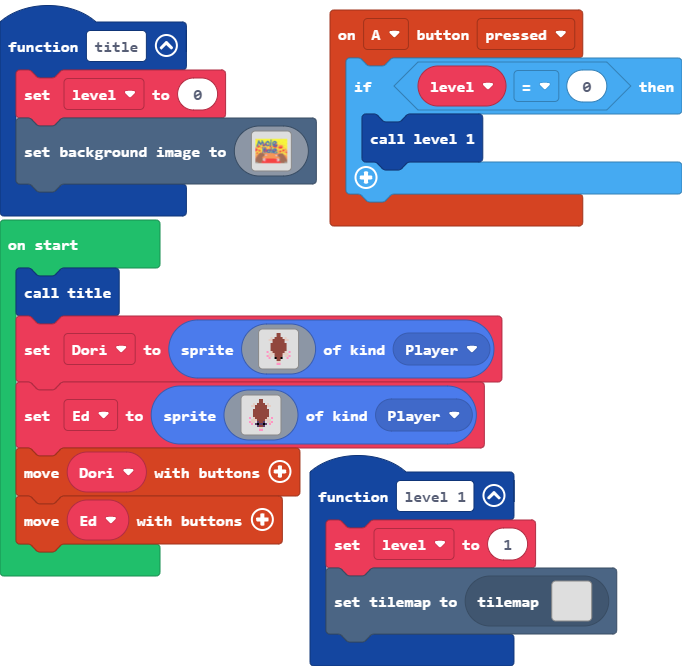 function title
set level to 0
set background image to
on A button pressed
if level = 0 then
call level 1
on start
call title
set Dori to sprite of kind Player
set Ed to sprite of kind Player
move Dori with buttons
move Ed with buttons
function level 1
set level to 1
set tilemap to tilemap